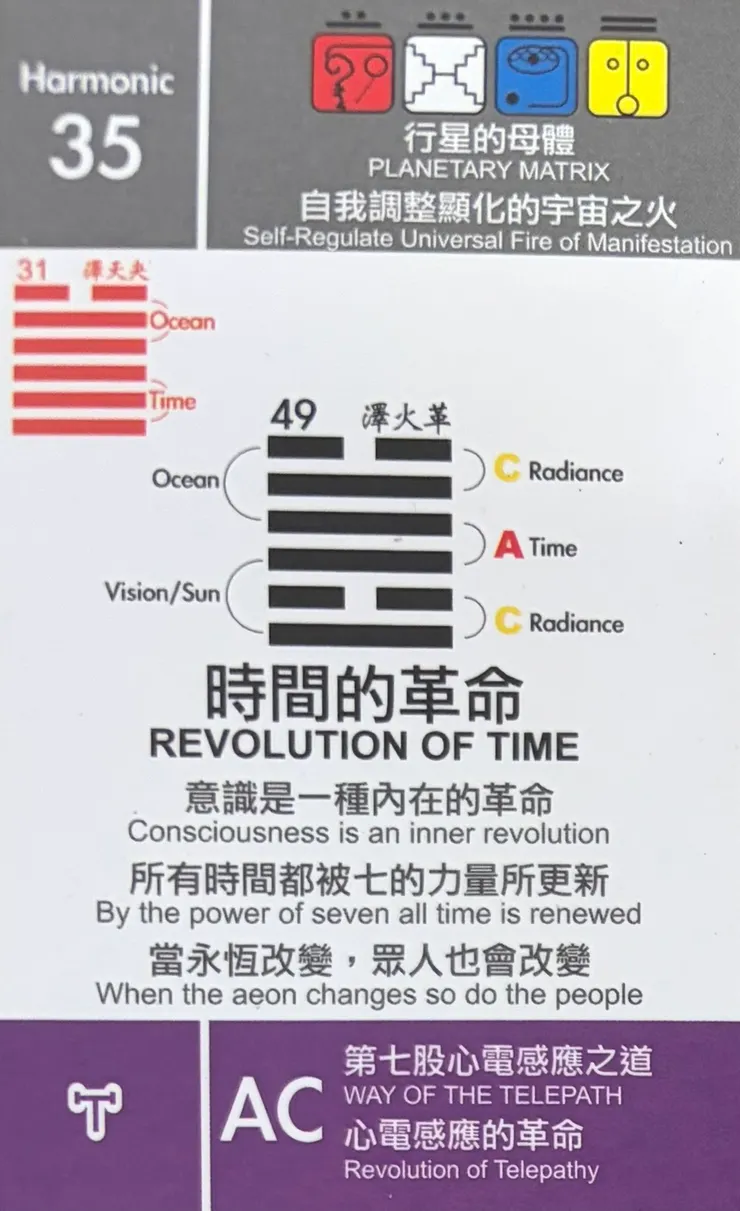 Harmonic
35
行星的母體
PLANETARY MATRIX
自我調整顯化的宇宙之火
Self-Regulate Universal Fire of Manifestation
31 澤天夬
Ocean
Time
49 澤火革
Ocean
Vision/Sun
C Radiance
A Time
C Radiance
時間的革命
REVOLUTION OF TIME
意識是一種內在的革命
Consciousness is an inner revolution
所有時間都被七的力量所更新
By the power of seven all time is renewed
當永恆改變，眾人也會改變
When the aeon changes so do the people
T
AC
第七股心電感應之道
WAY OF THE TELEPATH
心電感應的革命
Revolution of Telepathy